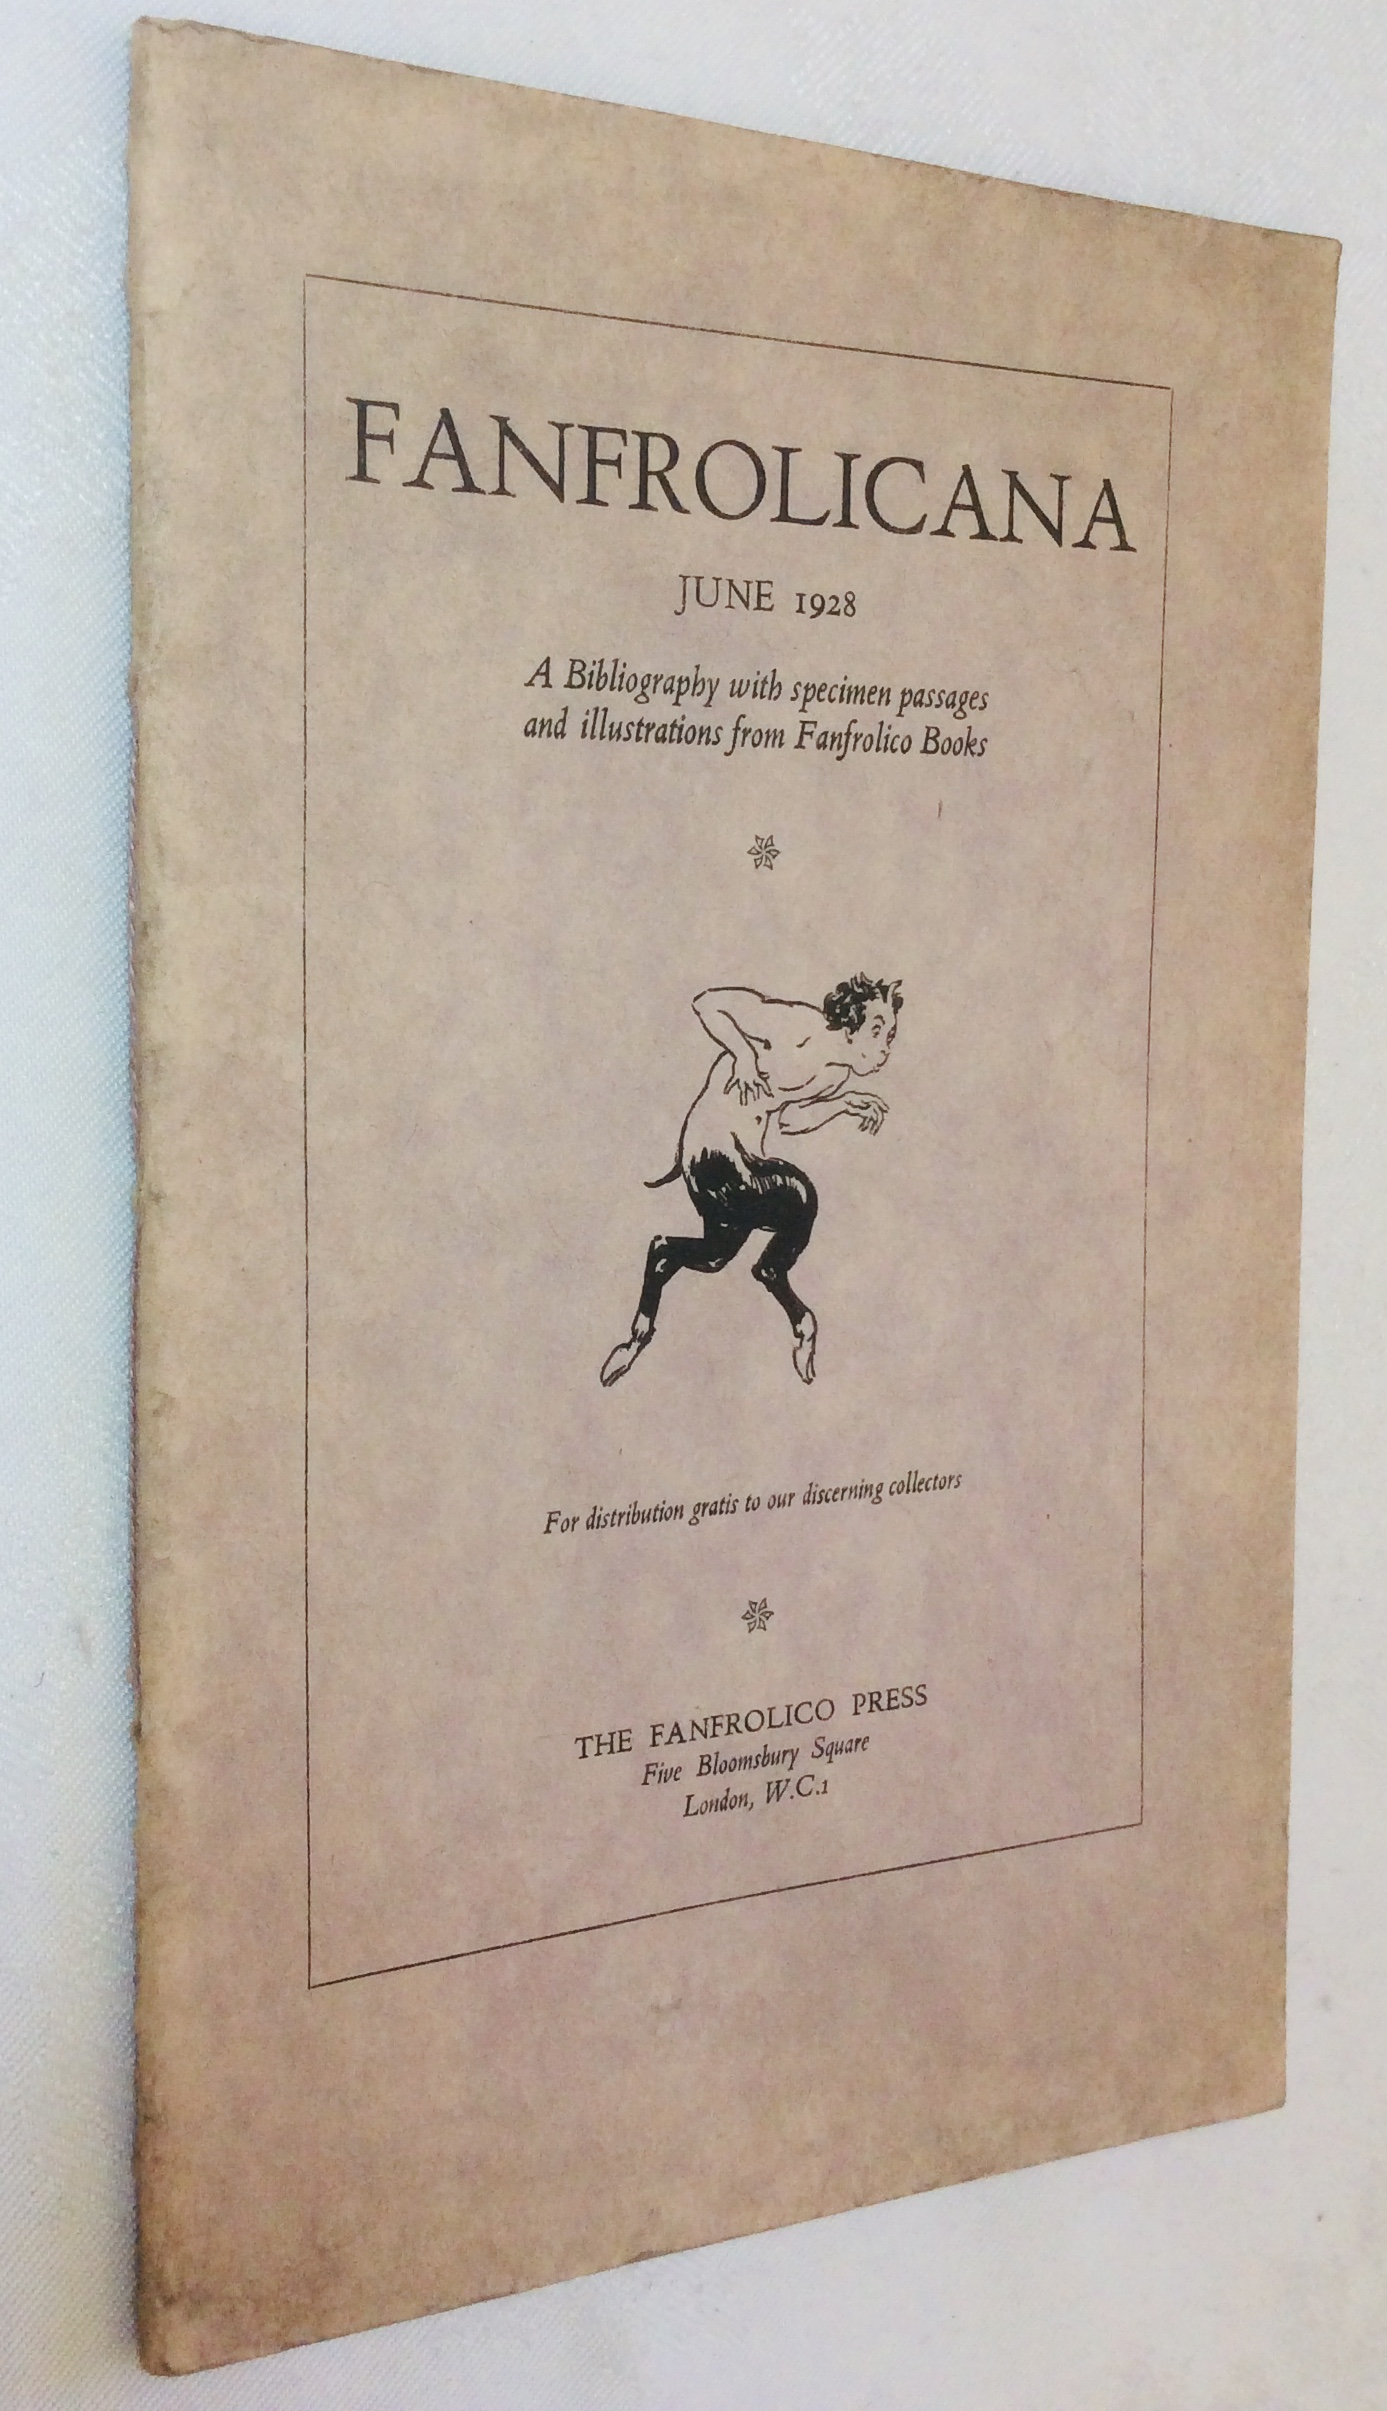 FANFROLICANA
JUNE 1928
A Bibliography with specimen passages
and illustrations from Fanfrolico Books
For distribution gratis to our discerning collectors
THE FANFROLICO PRESS
Five Bloomsbury Square
London, W.C.1